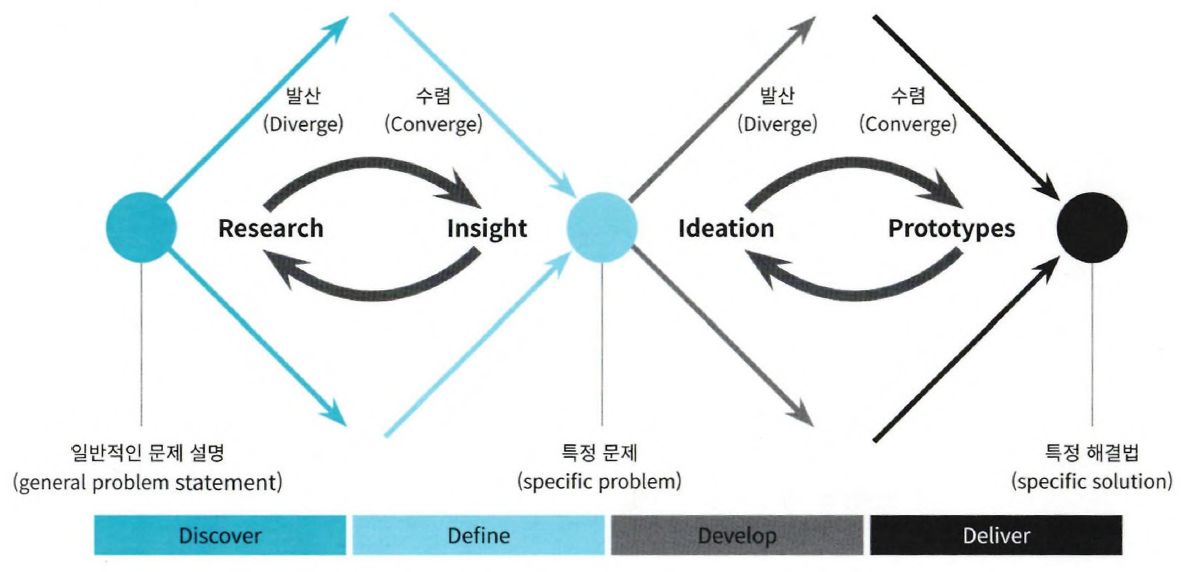 발산
(Diverge)
수렴
(Converge)
발산
(Diverge)
수렴
(Converge)
Research
Insight
Ideation
Prototypes
일반적인 문제 설명
(general problem statement)
특정 문제
(specific problem)
특정 해결법
(specific solution)
Discover
Define
Develop
Deliver